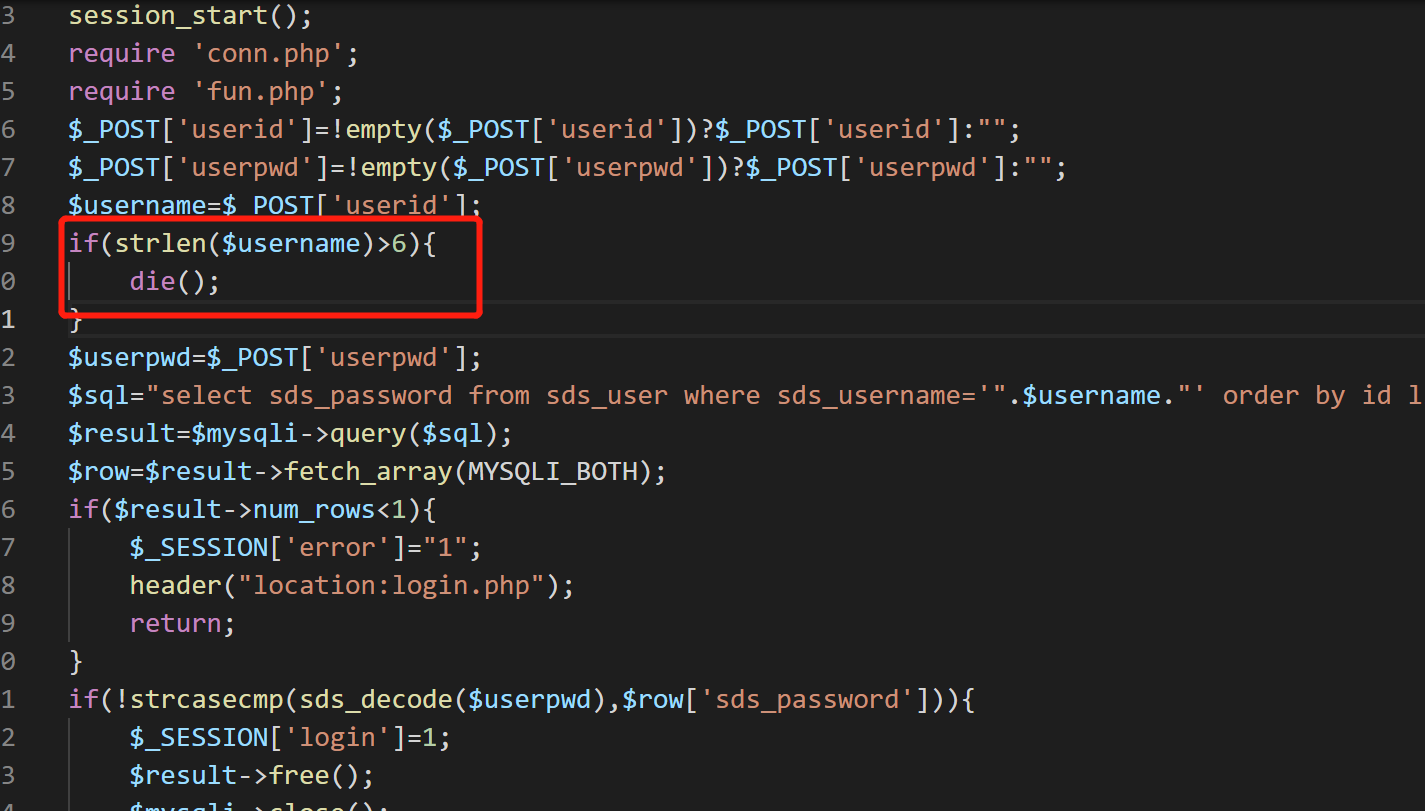 3 session_start();
4 require 'conn.php';
5 require 'fun.php';
6 $_POST['userid']=!empty($_POST['userid'])?$_POST['userid']:"";
7 $_POST['userpwd']=!empty($_POST['userpwd'])?$_POST['userpwd']:"";
8 $username=$_POST['userid'];
9 if(strlen($username)>6){
0 die();
1 }
2 $userpwd=$_POST['userpwd'];
3 $sql="select sds_password from sds_user where sds_username='".$username."' order by id l
4 $result=$mysqli->query($sql);
5 $row=$result->fetch_array(MYSQLI_BOTH);
6 if($result->num_rows<1){
7 $_SESSION['error']="1";
8 header("location:login.php");
9 return;
0 }
1 if(!strcasecmp(sds_decode($userpwd),$row['sds_password'])){
2 $_SESSION['login']=1;
3 $result->free();
4 $mysqli->close();